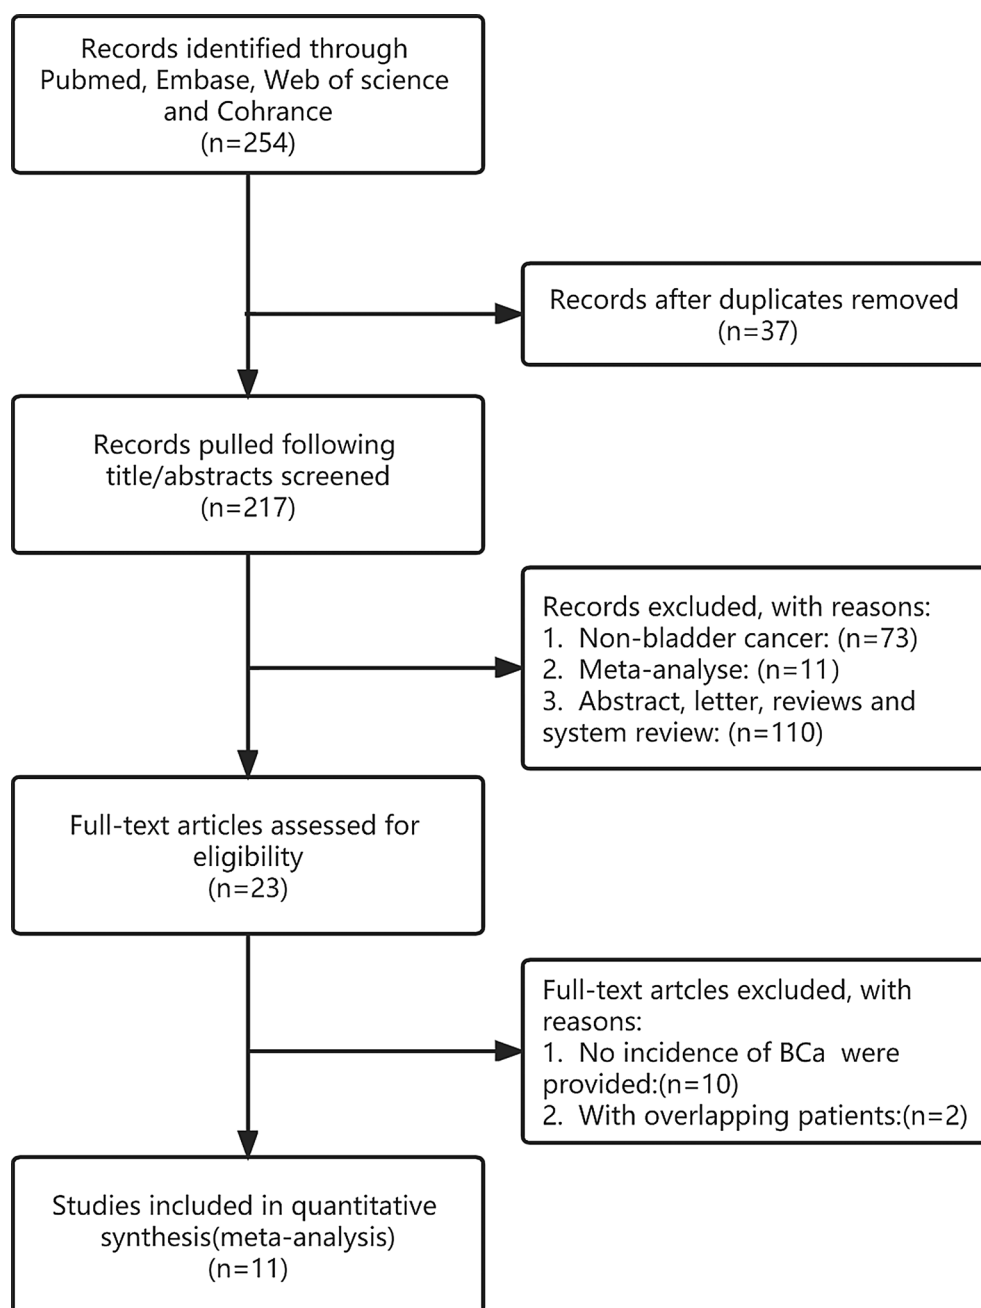 Records identified through
Pubmed, Embase, Web of science
and Cohrance
(n=254)
Records after duplicates removed
(n=37)
Records pulled following
title/abstracts screened
(n=217)
Records excluded, with reasons:
1. Non-bladder cancer: (n=73)
2. Meta-analyse: (n=11)
3. Abstract, letter, reviews and
system review: (n=110)
Full-text articles assessed for
eligibility
(n=23)
Full-text artcles excluded, with
reasons:
1. No incidence of BCa were
provided:(n=10)
2. With overlapping patients:(n=2)
Studies included in quantitative
synthesis(meta-analysis)
(n=11)